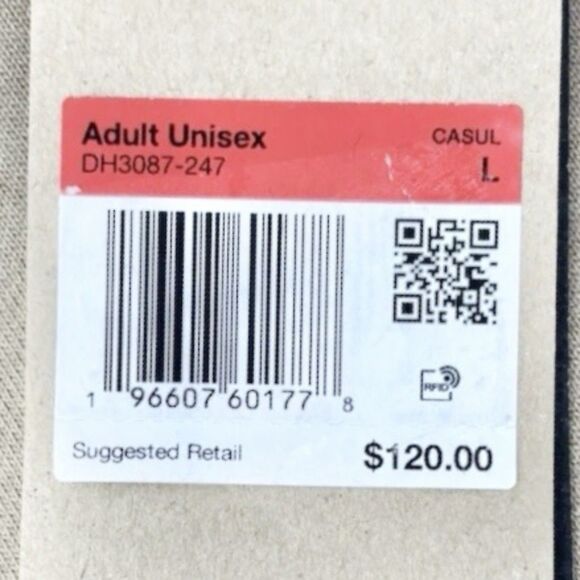 Adult Unisex CASUL
DH3087-247 L
1 96607 60177 8
RFID
Suggested Retail $120.00